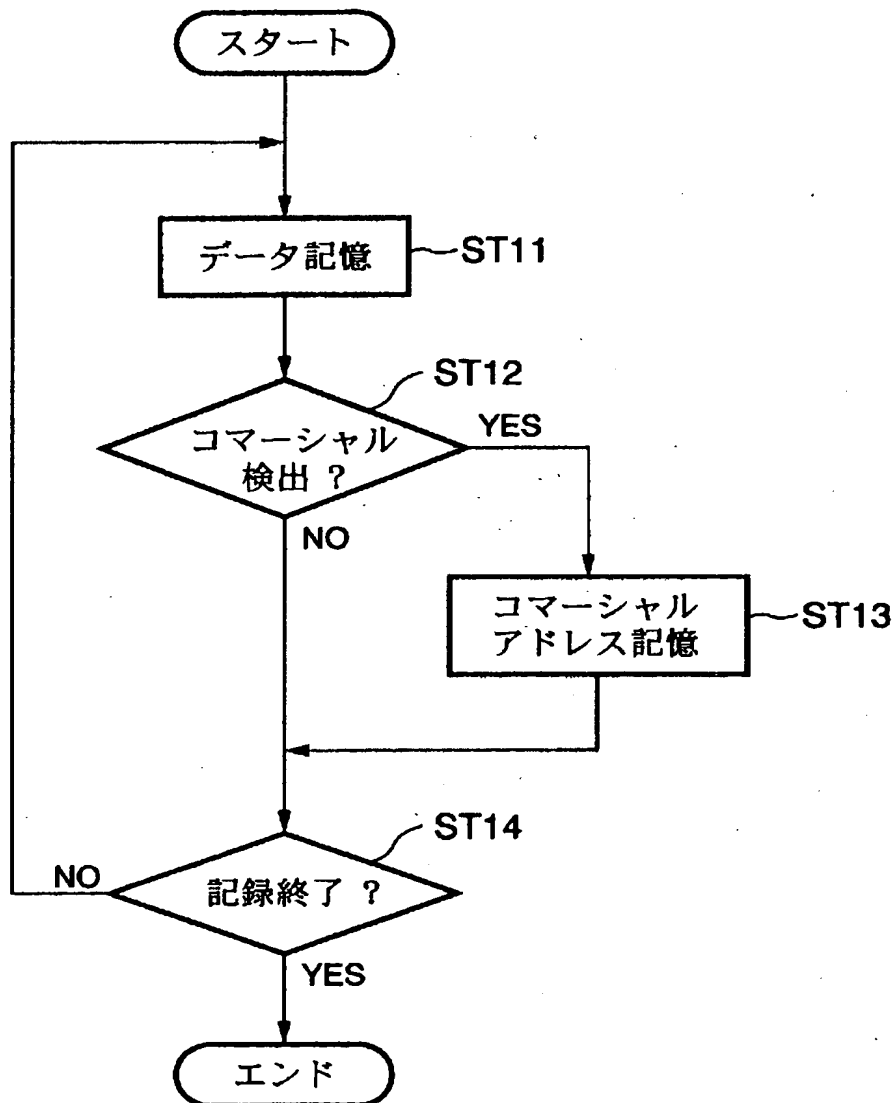 スタート
データ記憶
ST11
ST12
コマーシャル
検出 ?
YES
NO
コマーシャル
アドレス記憶
ST13
ST14
記録終了 ?
NO
YES
エンド